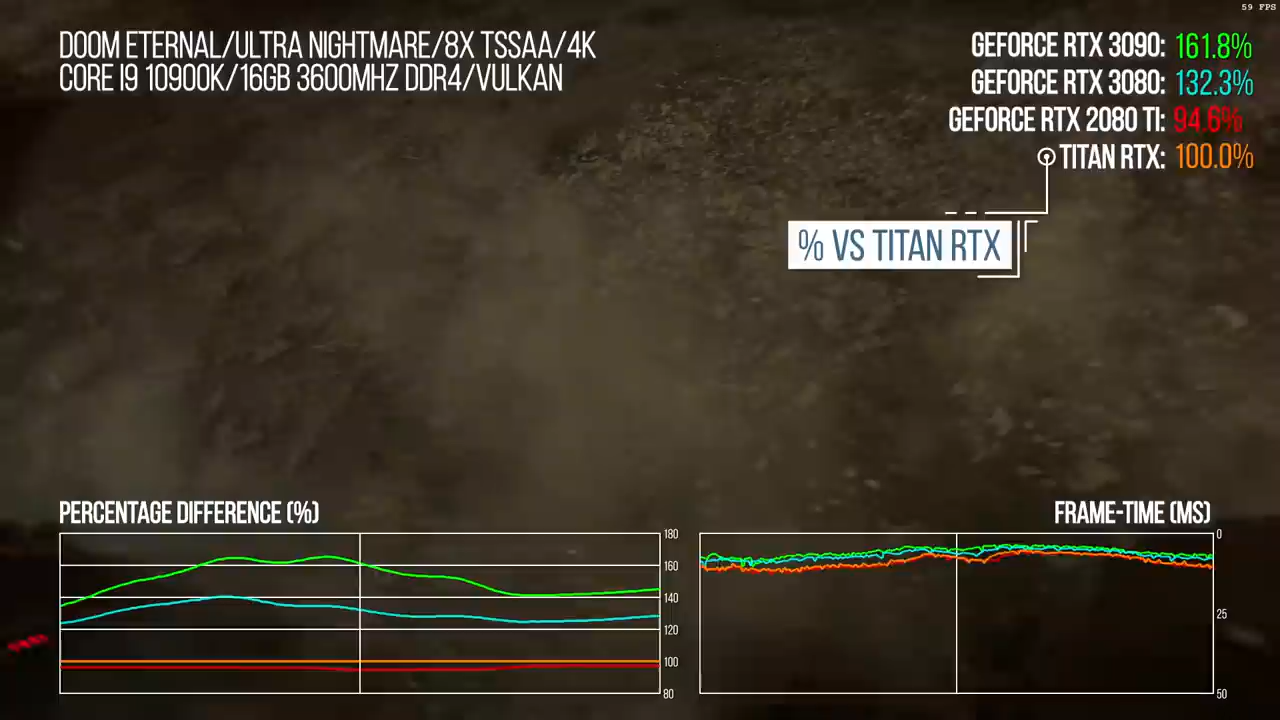 59 FPS
DOOM ETERNAL/ULTRA NIGHTMARE/8X TSSAA/4K
CORE I9 10900K/16GB 3600MHZ DDR4/VULKAN
GEFORCE RTX 3090: 161.8%
GEFORCE RTX 3080: 132.3%
GEFORCE RTX 2080 TI: 94.6%
TITAN RTX: 100.0%
% VS TITAN RTX
PERCENTAGE DIFFERENCE (%)
180
160
140
120
100
80
FRAME-TIME (MS)
0
25
50